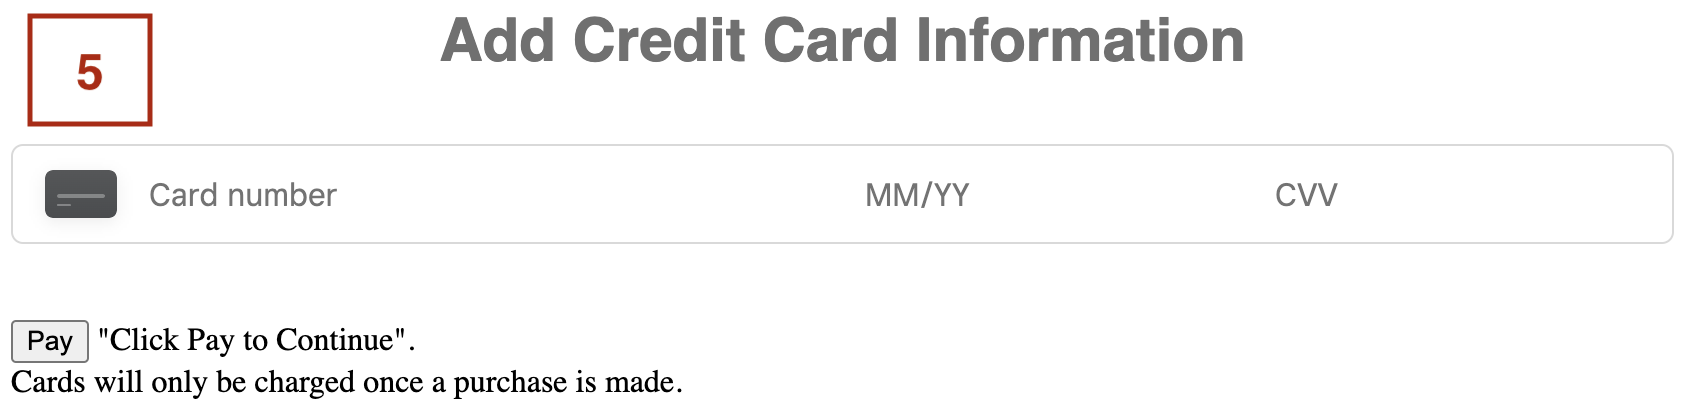 5
Add Credit Card Information
Card number MM/YY CVV
Pay "Click Pay to Continue".
Cards will only be charged once a purchase is made.